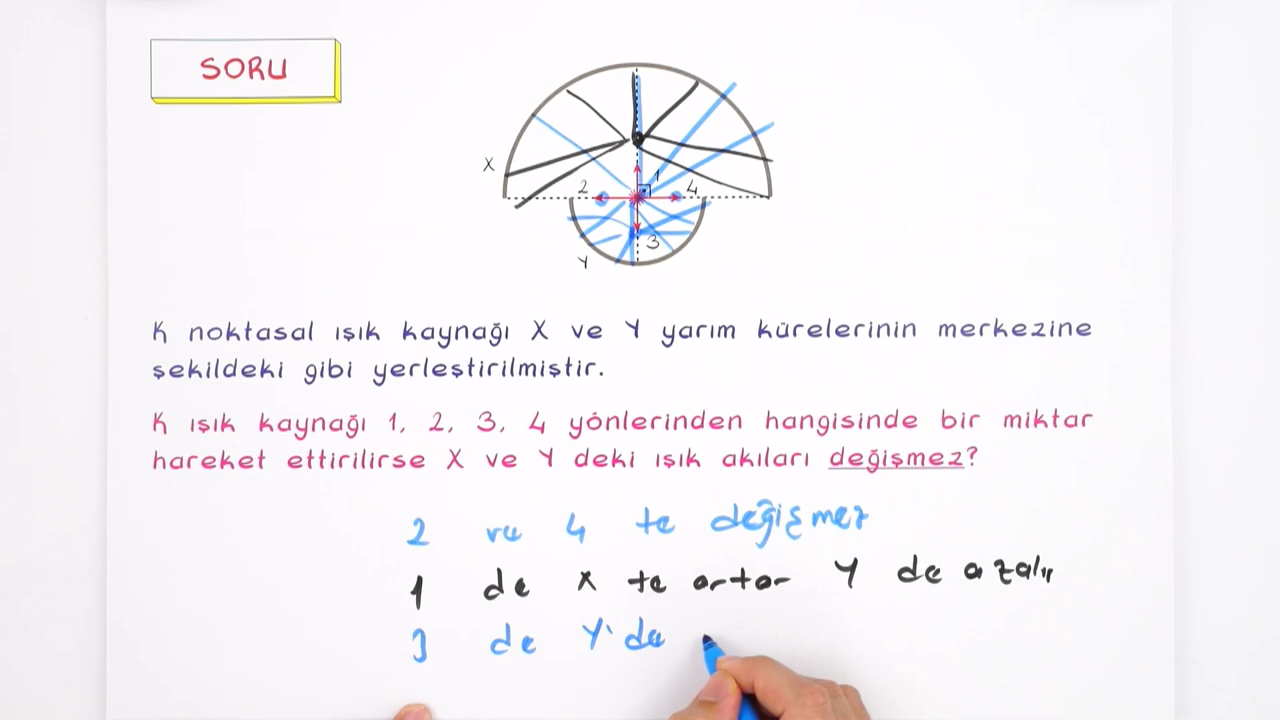 SORU
X
1
2
4
3
Y
K noktasal ışık kaynağı X ve Y yarım kürelerinin merkezine
şekildeki gibi yerleştirilmiştir.
K ışık kaynağı 1, 2, 3, 4 yönlerinden hangisinde bir miktar
hareket ettirilirse X ve Y deki ışık akıları değişmez?
2 ve 4 te değişmez
1 de X te artar Y de azalır
3 de Y'de